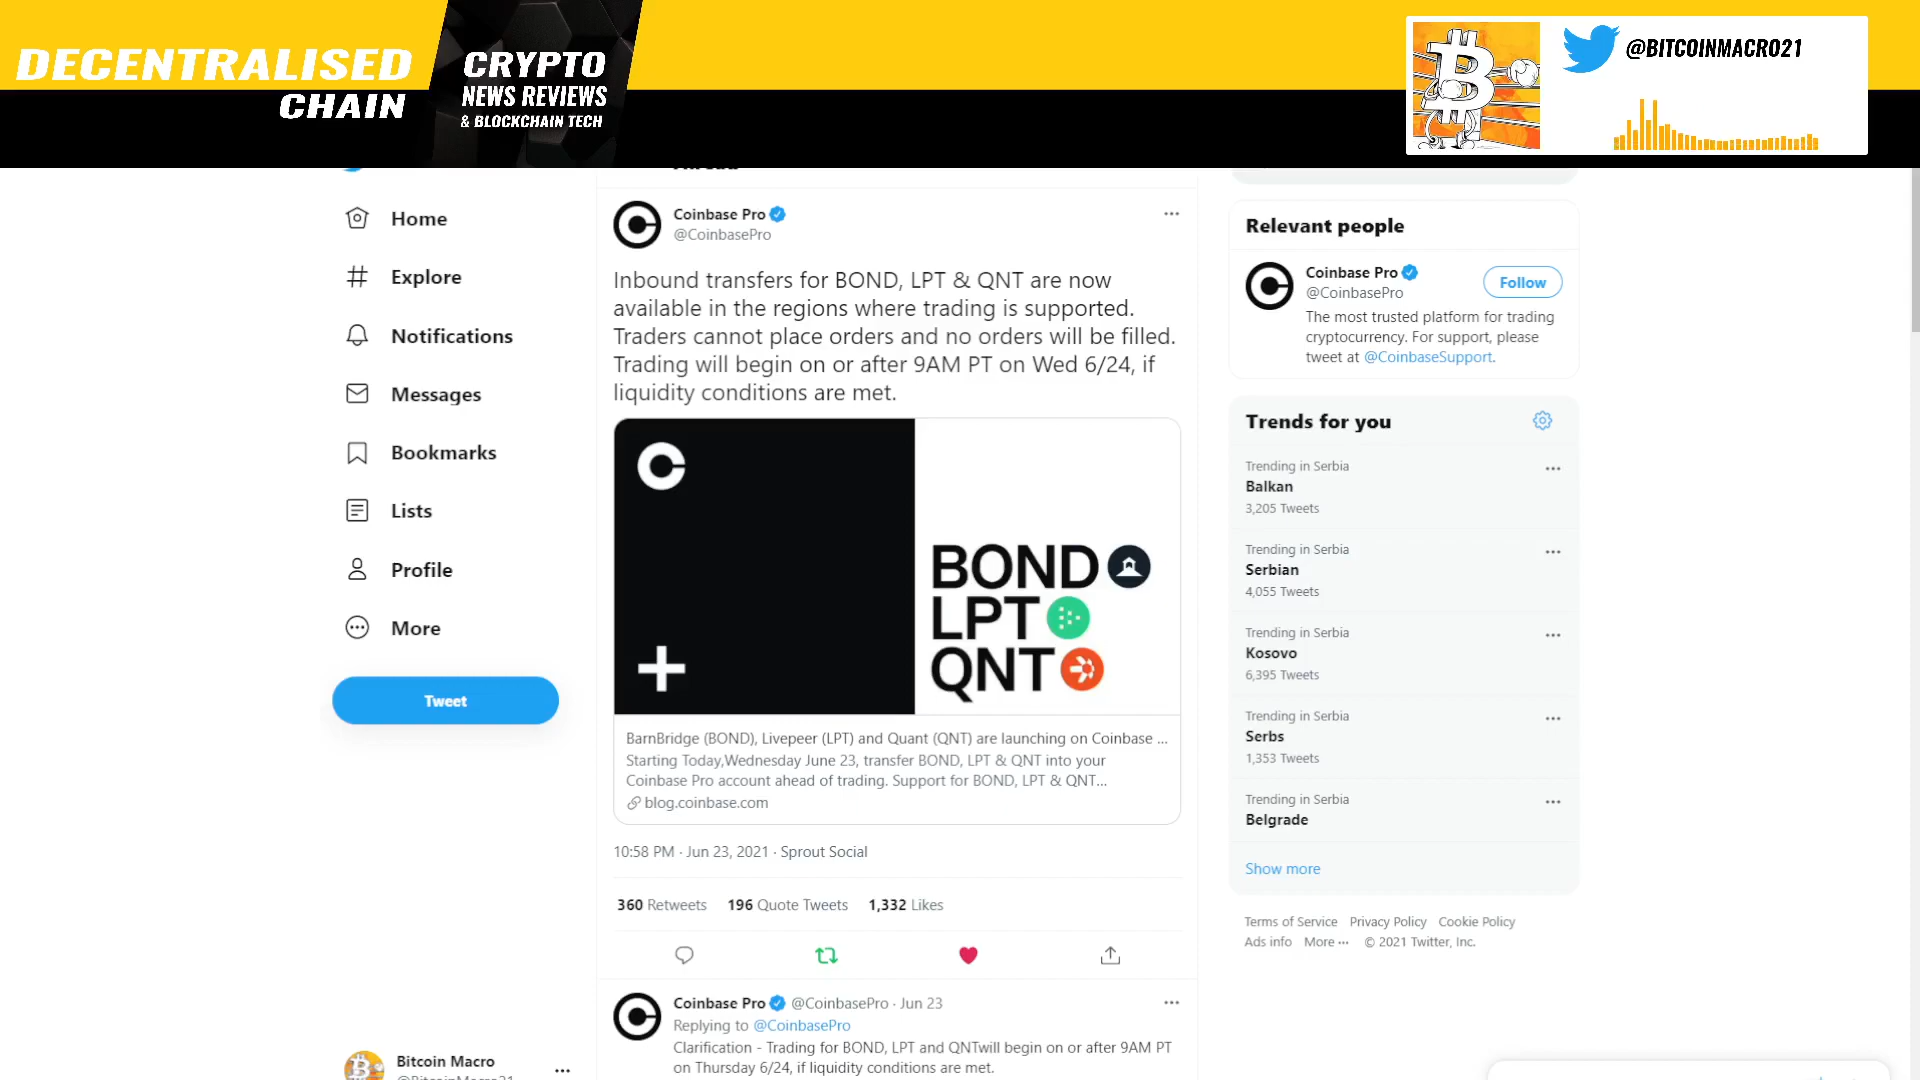 DECENTRALISED
CHAIN
CRYPTO
NEWS REVIEWS
& BLOCKCHAIN TECH
@BITCOINMACRO21
Home
Explore
Notifications
Messages
Bookmarks
Lists
Profile
More
Tweet
Bitcoin Macro
Coinbase Pro
@CoinbasePro
Inbound transfers for BOND, LPT & QNT are now
available in the regions where trading is supported.
Traders cannot place orders and no orders will be filled.
Trading will begin on or after 9AM PT on Wed 6/24, if
liquidity conditions are met.
BOND
LPT
QNT
BarnBridge (BOND), Livepeer (LPT) and Quant (QNT) are launching on Coinbase ...
Starting Today,Wednesday June 23, transfer BOND, LPT & QNT into your
Coinbase Pro account ahead of trading. Support for BOND, LPT & QNT...
blog.coinbase.com
10:58 PM · Jun 23, 2021 · Sprout Social
360 Retweets 196 Quote Tweets 1,332 Likes
Coinbase Pro @CoinbasePro · Jun 23
Replying to @CoinbasePro
Clarification - Trading for BOND, LPT and QNTwill begin on or after 9AM PT
on Thursday 6/24, if liquidity conditions are met.
Relevant people
Coinbase Pro
@CoinbasePro
Follow
The most trusted platform for trading
cryptocurrency. For support, please
tweet at @CoinbaseSupport.
Trends for you
Trending in Serbia
Balkan
3,205 Tweets
Trending in Serbia
Serbian
4,055 Tweets
Trending in Serbia
Kosovo
6,395 Tweets
Trending in Serbia
Serbs
1,353 Tweets
Trending in Serbia
Belgrade
Show more
Terms of Service Privacy Policy Cookie Policy
Ads info More ··· © 2021 Twitter, Inc.